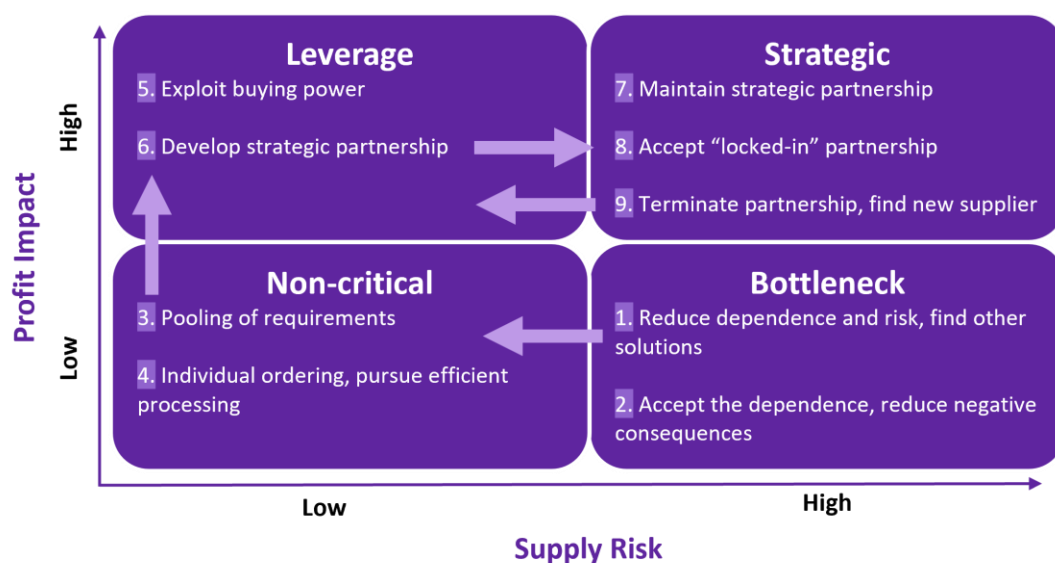 Leverage
5. Exploit buying power
6. Develop strategic partnership
Strategic
7. Maintain strategic partnership
8. Accept “locked-in” partnership
9. Terminate partnership, find new supplier
Non-critical
3. Pooling of requirements
4. Individual ordering, pursue efficient
processing
Bottleneck
1. Reduce dependence and risk, find other
solutions
2. Accept the dependence, reduce negative
consequences
Profit Impact
High
Low
Low
High
Supply Risk